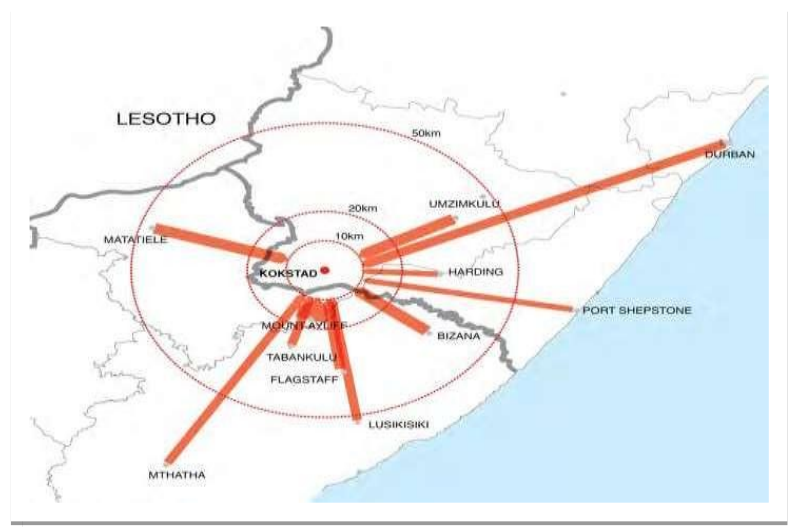 LESOTHO
50km
DURBAN
UMZIMKULU
20km
10km
MATATIELE
KOKSTAD
HARDING
PORT SHEPSTONE
MOUNT AYLIFF
BIZANA
TABANKULU
FLAGSTAFF
LUSIKISIKI
MTHATHA